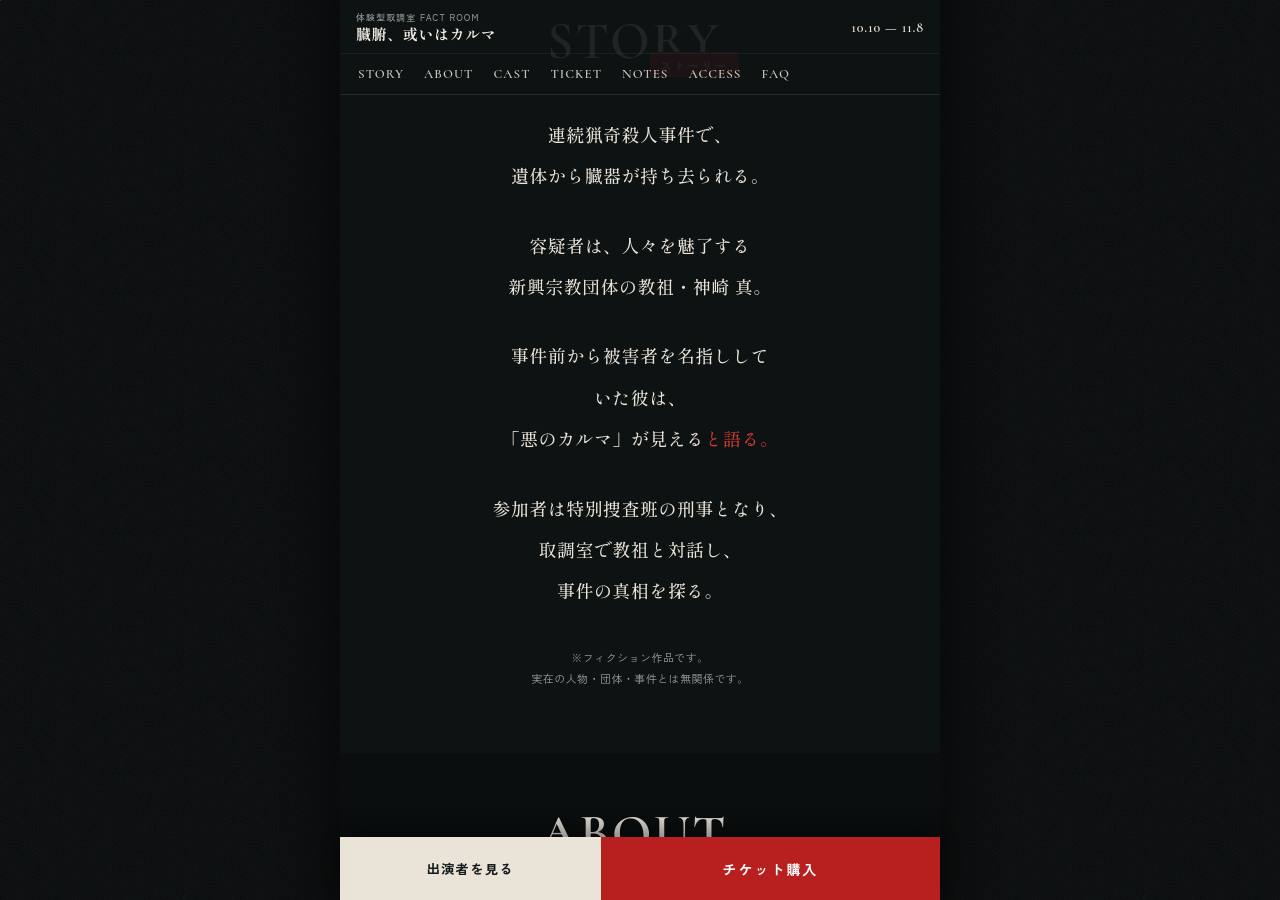 体験型取調室 FACT ROOM
臓腑、或いはカルマ
10.10 — 11.8
STORY
ストーリー
STORY ABOUT CAST TICKET NOTES ACCESS FAQ
連続猟奇殺人事件で、
遺体から臓器が持ち去られる。
容疑者は、人々を魅了する
新興宗教団体の教祖・神崎 真。
事件前から被害者を名指しして
いた彼は、
「悪のカルマ」が見えると語る。
参加者は特別捜査班の刑事となり、
取調室で教祖と対話し、
事件の真相を探る。
※フィクション作品です。
実在の人物・団体・事件とは無関係です。
ABOUT
出演者を見る
チケット購入